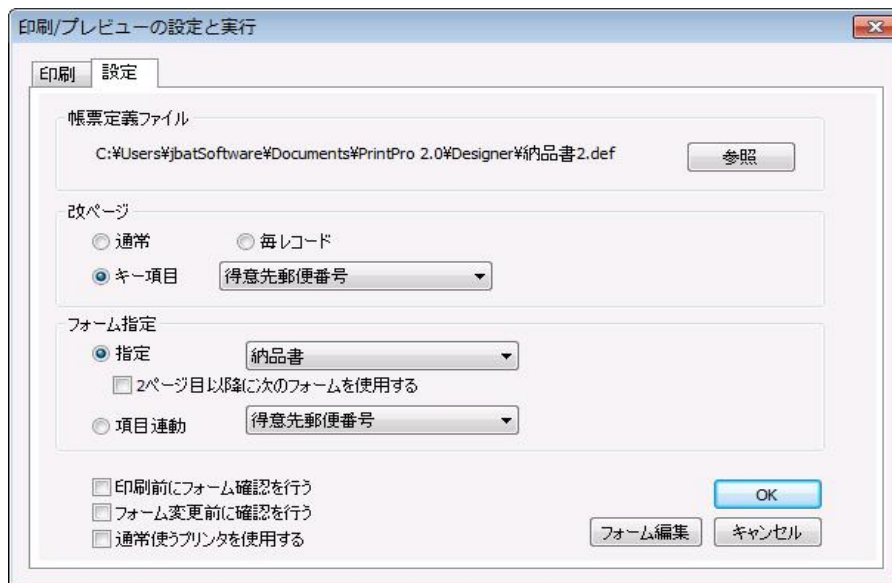 印刷/プレビューの設定と実行
印刷 設定
帳票定義ファイル
C:¥Users¥jbatSoftware¥Documents¥PrintPro 2.0¥Designer¥納品書2.def 参照
改ページ
通常 毎レコード
キー項目 得意先郵便番号
フォーム指定
指定 納品書
2ページ目以降に次のフォームを使用する
項目連動 得意先郵便番号
印刷前にフォーム確認を行う
フォーム変更前に確認を行う
通常使うプリンタを使用する
OK
フォーム編集 キャンセル